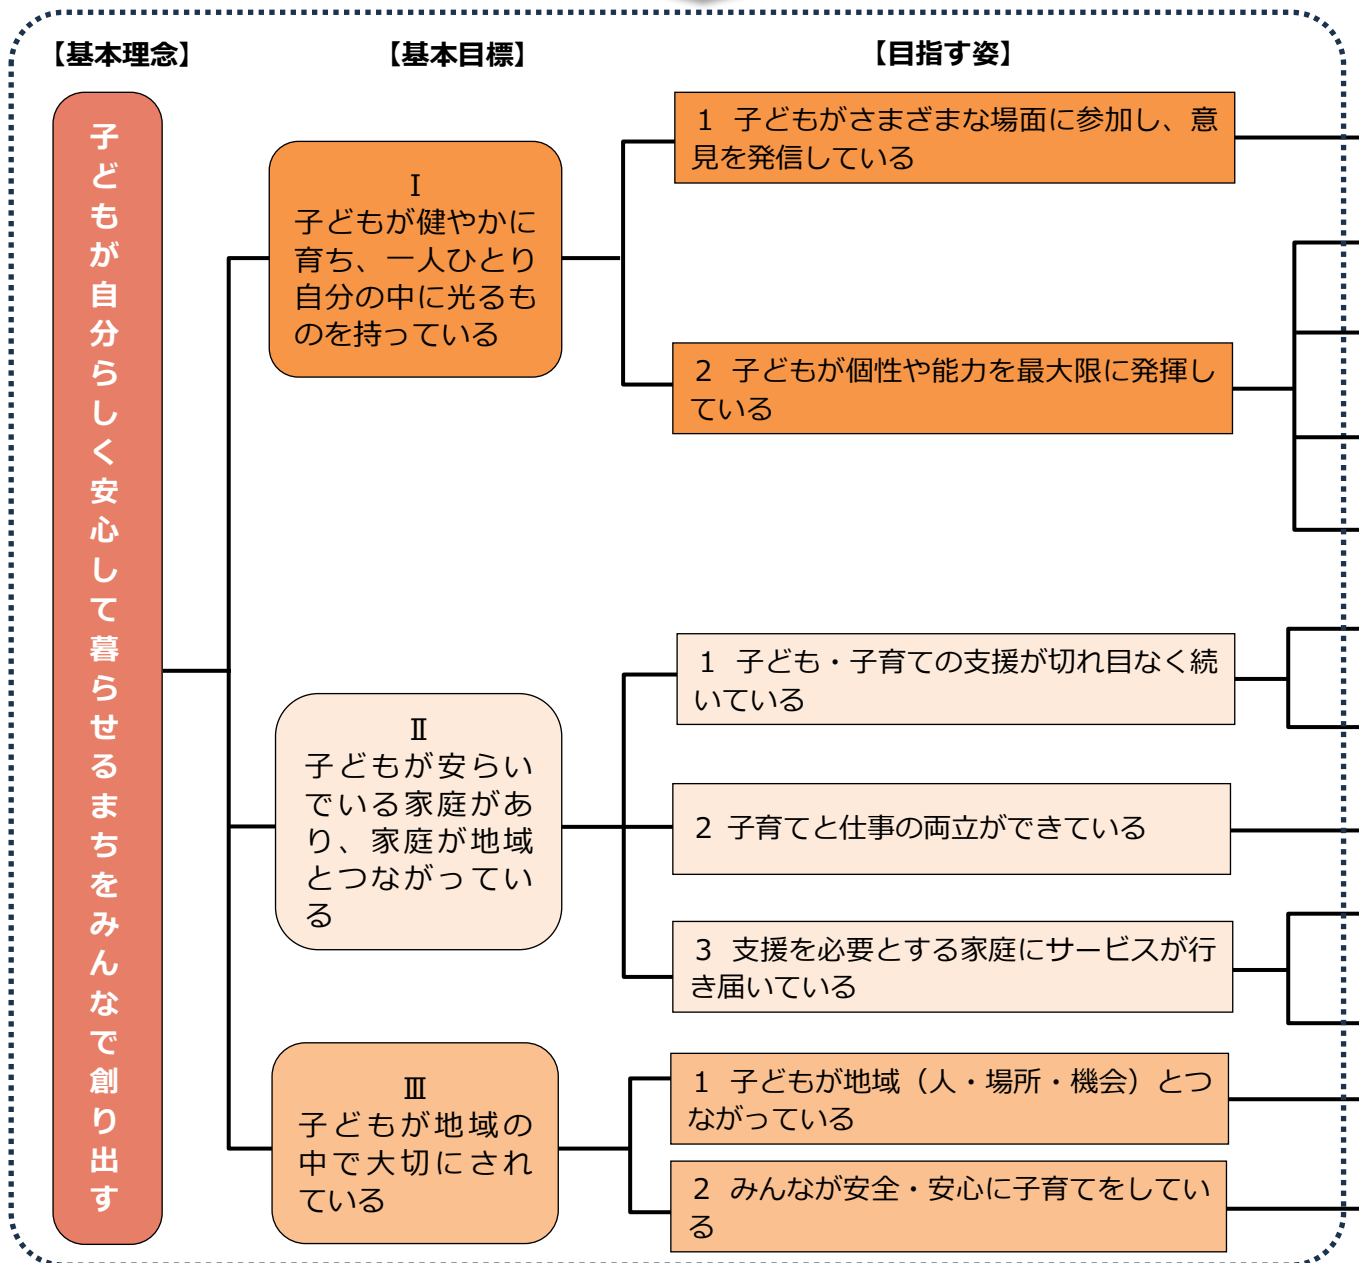 【基本理念】
【基本目標】
【目指す姿】
子どもが自分らしく安心して暮らせるまちをみんなで創り出す
Ⅰ
子どもが健やかに
育ち、一人ひとり
自分の中に光るも
のを持っている
1 子どもがさまざまな場面に参加し、意
見を発信している
2 子どもが個性や能力を最大限に発揮し
ている
Ⅱ
子どもが安らい
でいる家庭があ
り、家庭が地域
とつながってい
る
1 子ども・子育ての支援が切れ目なく続
いている
2 子育てと仕事の両立ができている
3 支援を必要とする家庭にサービスが行
き届いている
Ⅲ
子どもが地域の
中で大切にされ
ている
1 子どもが地域（人・場所・機会）とつ
ながっている
2 みんなが安全・安心に子育てをしてい
る